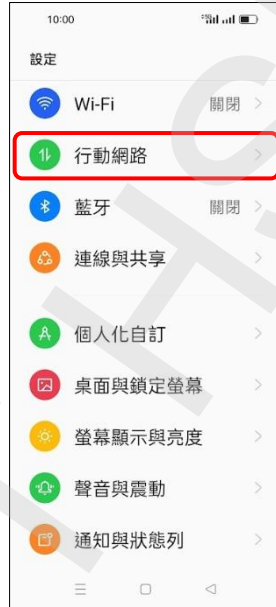 10:00
設定
Wi-Fi 關閉
行動網路
藍牙 關閉
連線與共享
個人化自訂
桌面與鎖定螢幕
螢幕顯示與亮度
聲音與震動
通知與狀態列